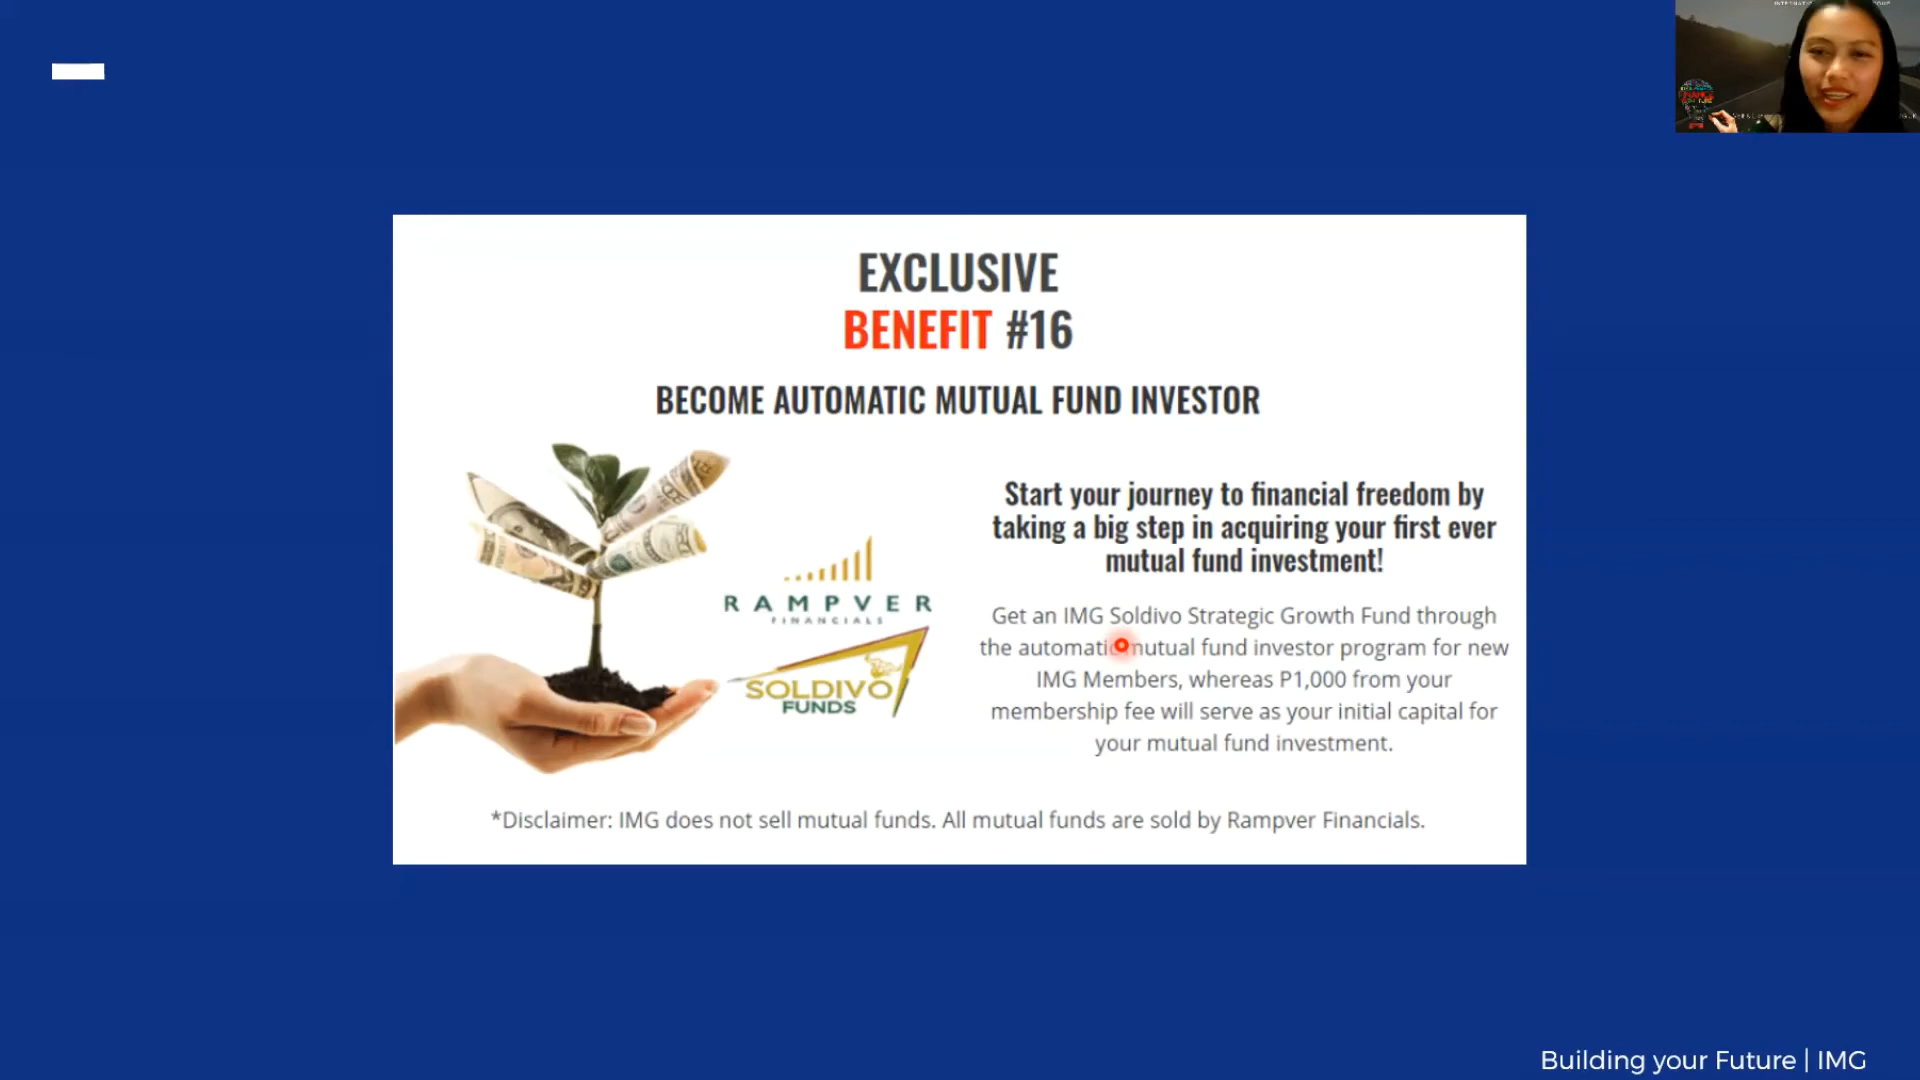 EXCLUSIVE
BENEFIT #16
BECOME AUTOMATIC MUTUAL FUND INVESTOR
Start your journey to financial freedom by
taking a big step in acquiring your first ever
mutual fund investment!
RAMPVER
FINANCIALS
SOLDIVO
FUNDS
Get an IMG Soldivo Strategic Growth Fund through
the automatic mutual fund investor program for new
IMG Members, whereas P1,000 from your
membership fee will serve as your initial capital for
your mutual fund investment.
*Disclaimer: IMG does not sell mutual funds. All mutual funds are sold by Rampver Financials.
Building your Future | IMG